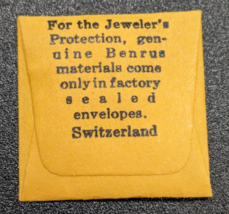 For the Jeweler's
Protection, gen-
uine Benrus
materials come
only in factory
sealed
envelopes.
Switzerland